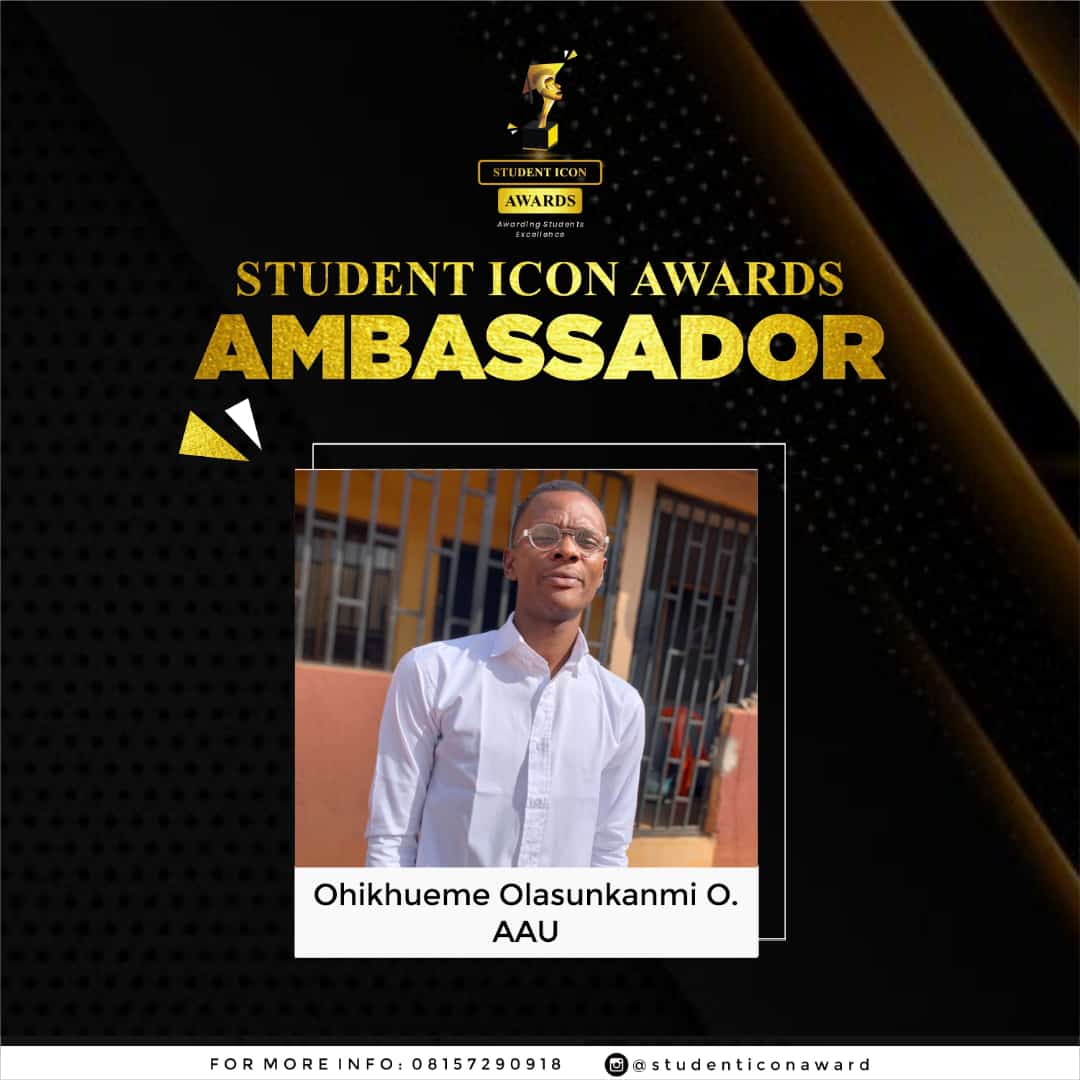 STUDENT ICON
AWARDS
Awarding Students
Excellence
STUDENT ICON AWARDS
AMBASSADOR
Ohikhueme Olasunkanmi O.
AAU
FOR MORE INFO: 08157290918 @studenticonaward